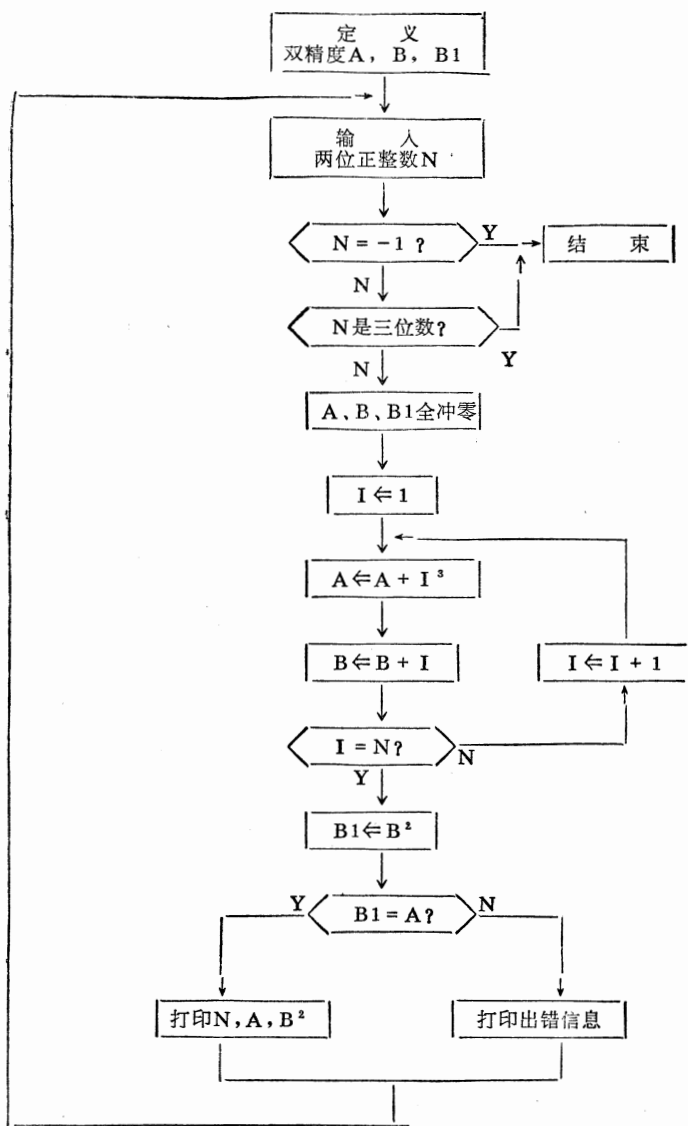 定 义
双精度A, B, B1
输 入
两位正整数N
N = -1 ?
Y
结 束
N
N是三位数?
Y
N
A、B、B1全冲零
I ⇐ 1
A ⇐ A + I³
B ⇐ B + I
I ⇐ I + 1
I = N?
N
Y
B1 ⇐ B²
Y
B1 = A?
N
打印N, A, B²
打印出错信息